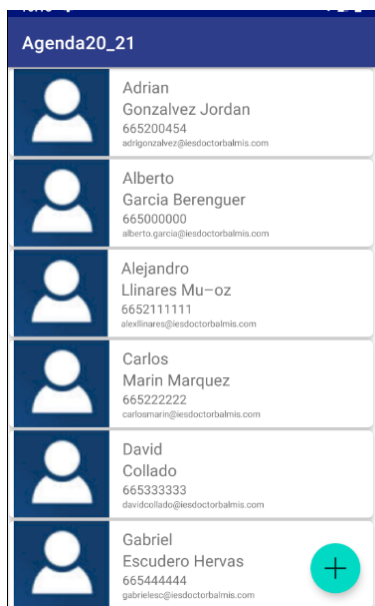 Agenda20_21
Adrian
Gonzalvez Jordan
665200454
adrigonzalvez@iesdoctorbalmis.com
Alberto
Garcia Berenguer
665000000
alberto.garcia@iesdoctorbalmis.com
Alejandro
Llinares Mu–oz
6652111111
alexllinares@iesdoctorbalmis.com
Carlos
Marin Marquez
665222222
carlosmarin@iesdoctorbalmis.com
David
Collado
665333333
davidcollado@iesdoctorbalmis.com
Gabriel
Escudero Hervas
665444444
gabrielesc@iesdoctorbalmis.com